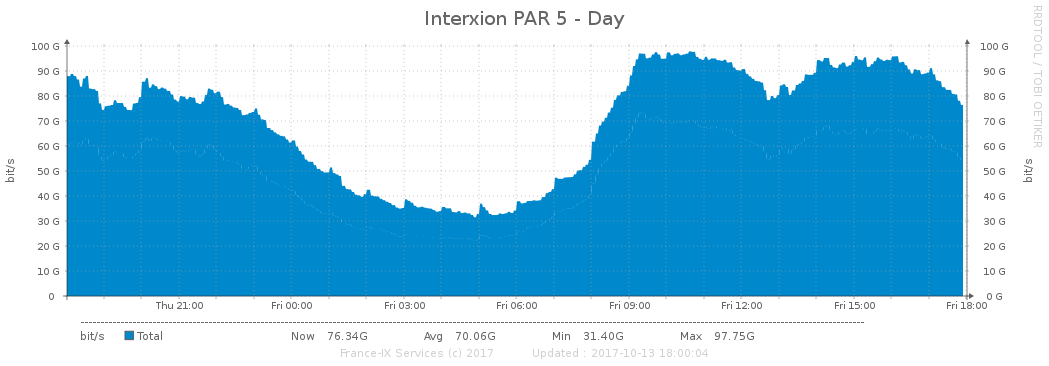 Interxion PAR 5 - Day
RRDTOOL / TOBI OETIKER
100 G 100 G
90 G 90 G
80 G 80 G
70 G 70 G
60 G 60 G
50 G 50 G
40 G 40 G
30 G 30 G
20 G 20 G
10 G 10 G
0 0 G
bit/s bit/s
Thu 21:00 Fri 00:00 Fri 03:00 Fri 06:00 Fri 09:00 Fri 12:00 Fri 15:00 Fri 18:00
bit/s Total Now 76.34G Avg 70.06G Min 31.40G Max 97.75G
France-IX Services (c) 2017 Updated : 2017-10-13 18:00:04